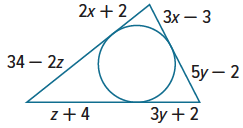 2x + 2
3x − 3
34 − 2z
5y − 2
z + 4
3y + 2